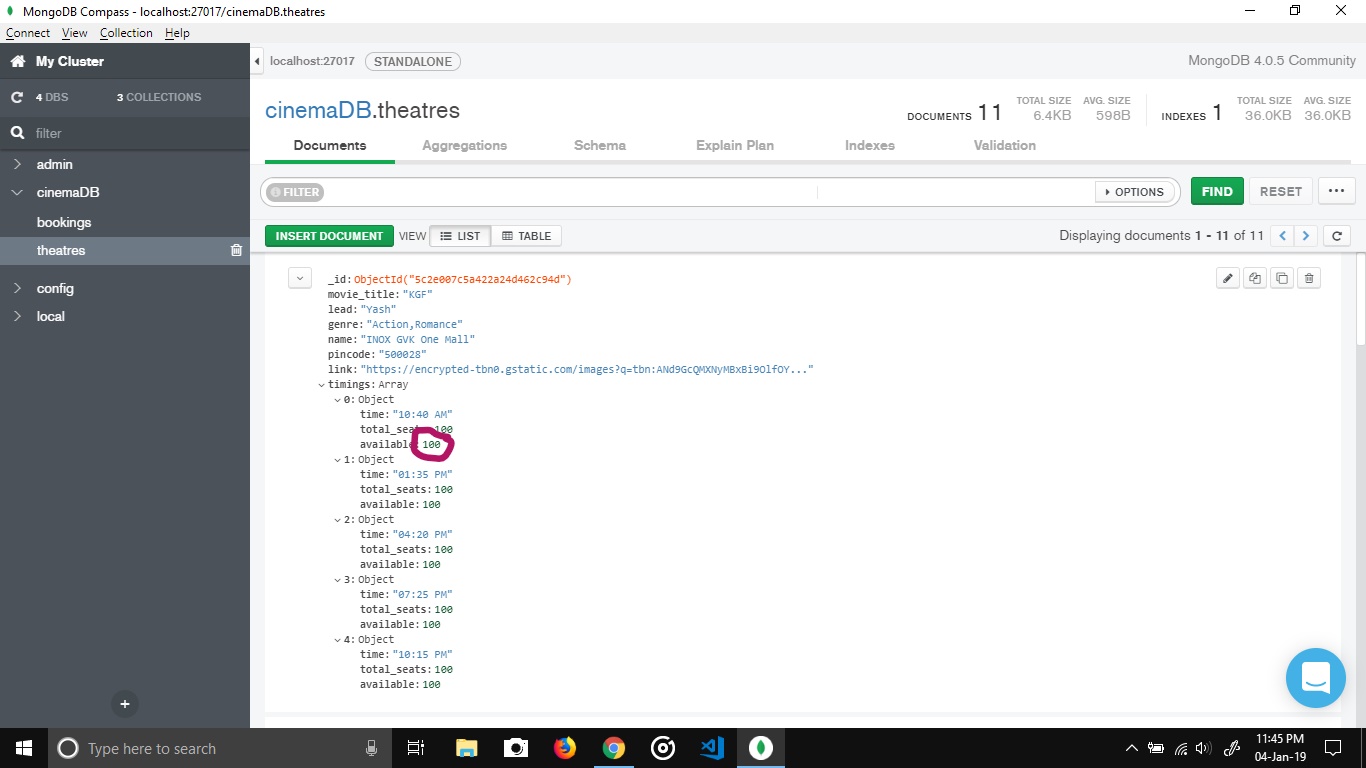 MongoDB Compass - localhost:27017/cinemaDB.theatres
Connect View Collection Help
My Cluster
4 DBS 3 COLLECTIONS
filter
admin
cinemaDB
bookings
theatres
config
local
localhost:27017 STANDALONE MongoDB 4.0.5 Community
cinemaDB.theatres
DOCUMENTS 11 TOTAL SIZE 6.4KB AVG. SIZE 598B INDEXES 1 TOTAL SIZE 36.0KB AVG. SIZE 36.0KB
Documents Aggregations Schema Explain Plan Indexes Validation
FILTER OPTIONS FIND RESET ...
INSERT DOCUMENT VIEW LIST TABLE Displaying documents 1 - 11 of 11
_id: ObjectId("5c2e007c5a422a24d462c94d")
movie_title: "KGF"
lead: "Yash"
genre: "Action,Romance"
name: "INOX GVK One Mall"
pincode: "500028"
link: "https://encrypted-tbn0.gstatic.com/images?q=tbn:ANd9GcQMXNyMBxBi9OlfOY..."
timings: Array
0: Object
time: "10:40 AM"
total_seats: 100
available: 100
1: Object
time: "01:35 PM"
total_seats: 100
available: 100
2: Object
time: "04:20 PM"
total_seats: 100
available: 100
3: Object
time: "07:25 PM"
total_seats: 100
available: 100
4: Object
time: "10:15 PM"
total_seats: 100
available: 100
Type here to search
11:45 PM
04-Jan-19